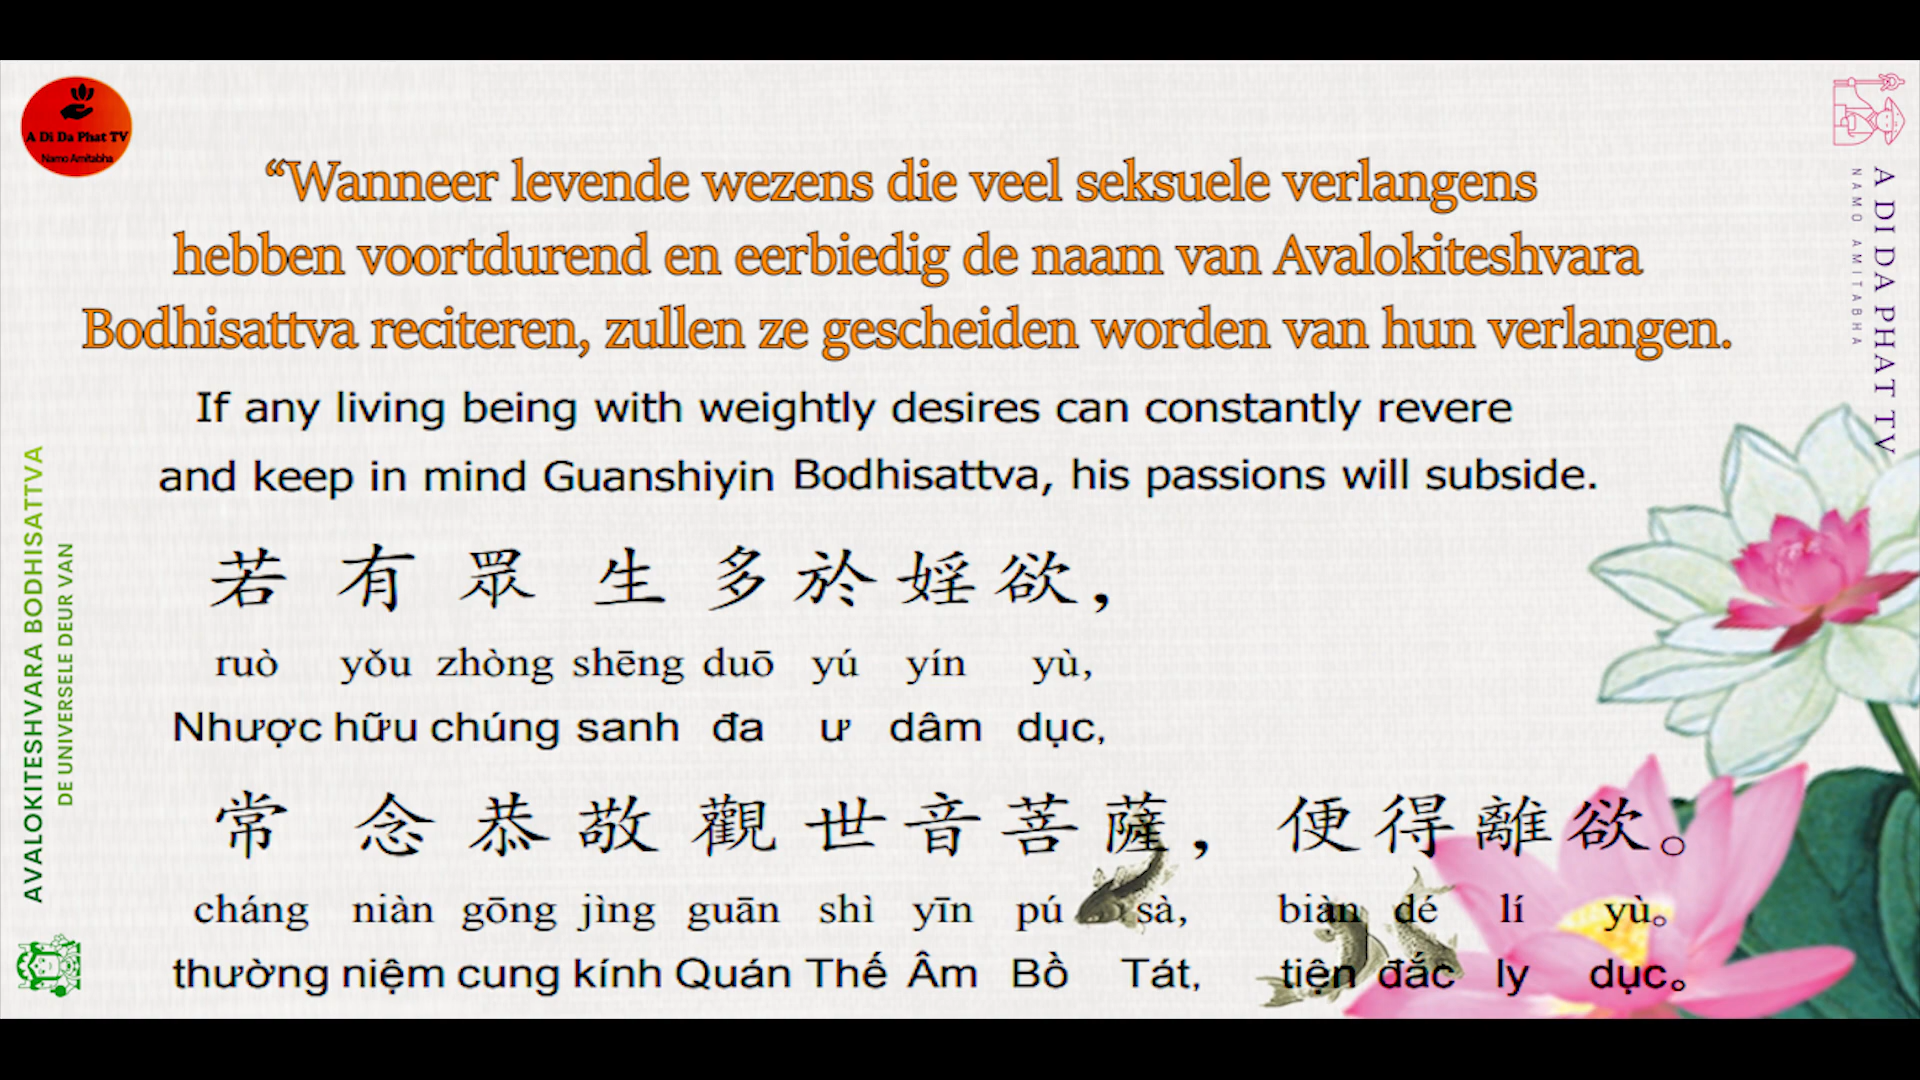 A Di Da Phat TV
Namo Amitabha
“Wanneer levende wezens die veel seksuele verlangens
hebben voortdurend en eerbiedig de naam van Avalokiteshvara
Bodhisattva reciteren, zullen ze gescheiden worden van hun verlangen.
If any living being with weightly desires can constantly revere
and keep in mind Guanshiyin Bodhisattva, his passions will subside.
若有眾生多於婬欲，
ruò yǒu zhòng shēng duō yú yín yù,
Nhược hữu chúng sanh đa ư dâm dục,
常念恭敬觀世音菩薩，便得離欲。
cháng niàn gōng jìng guān shì yīn pú sà, biàn dé lí yù。
thường niệm cung kính Quán Thế Âm Bồ Tát, tiện đắc ly dục。
AVALOKITESHVARA BODHISATTVA
DE UNIVERSELE DEUR VAN
A DI DA PHAT TV
NAMO AMITABHA